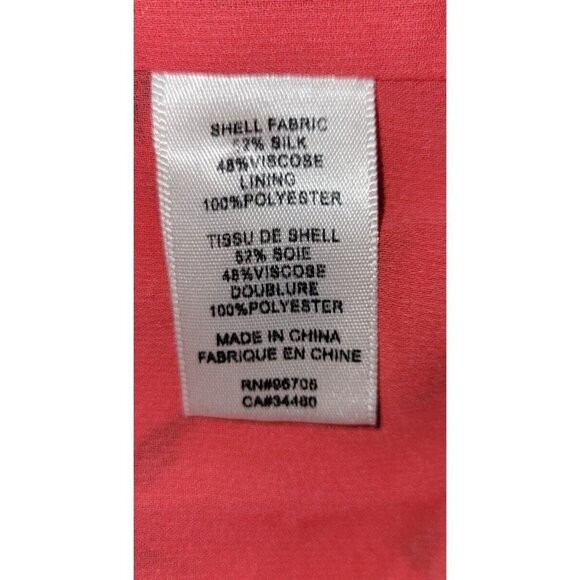 SHELL FABRIC
52% SILK
48%VISCOSE
LINING
100%POLYESTER
TISSU DE SHELL
52% SOIE
48%VISCOSE
DOUBLURE
100%POLYESTER
MADE IN CHINA
FABRIQUE EN CHINE
RN#96706
CA#34460